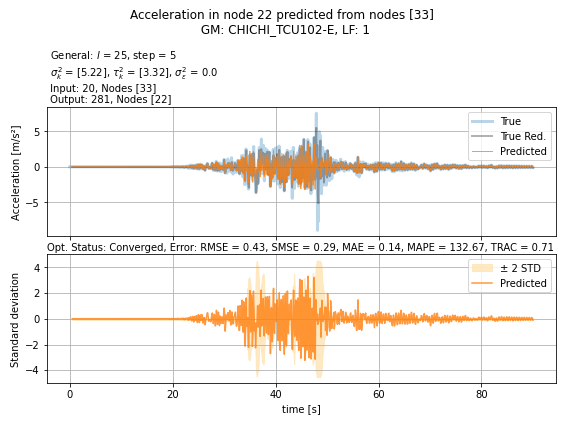 Acceleration in node 22 predicted from nodes [33]
GM: CHICHI_TCU102-E, LF: 1
General: l = 25, step = 5
σ²ₖ = [5.22], τ²ₖ = [3.32], σ²ε = 0.0
Input: 20, Nodes [33]
Output: 281, Nodes [22]
Acceleration [m/s²]
5
0
−5
True
True Red.
Predicted
Opt. Status: Converged, Error: RMSE = 0.43, SMSE = 0.29, MAE = 0.14, MAPE = 132.67, TRAC = 0.71
Standard deviation
4
2
0
−2
−4
± 2 STD
Predicted
0 20 40 60 80
time [s]